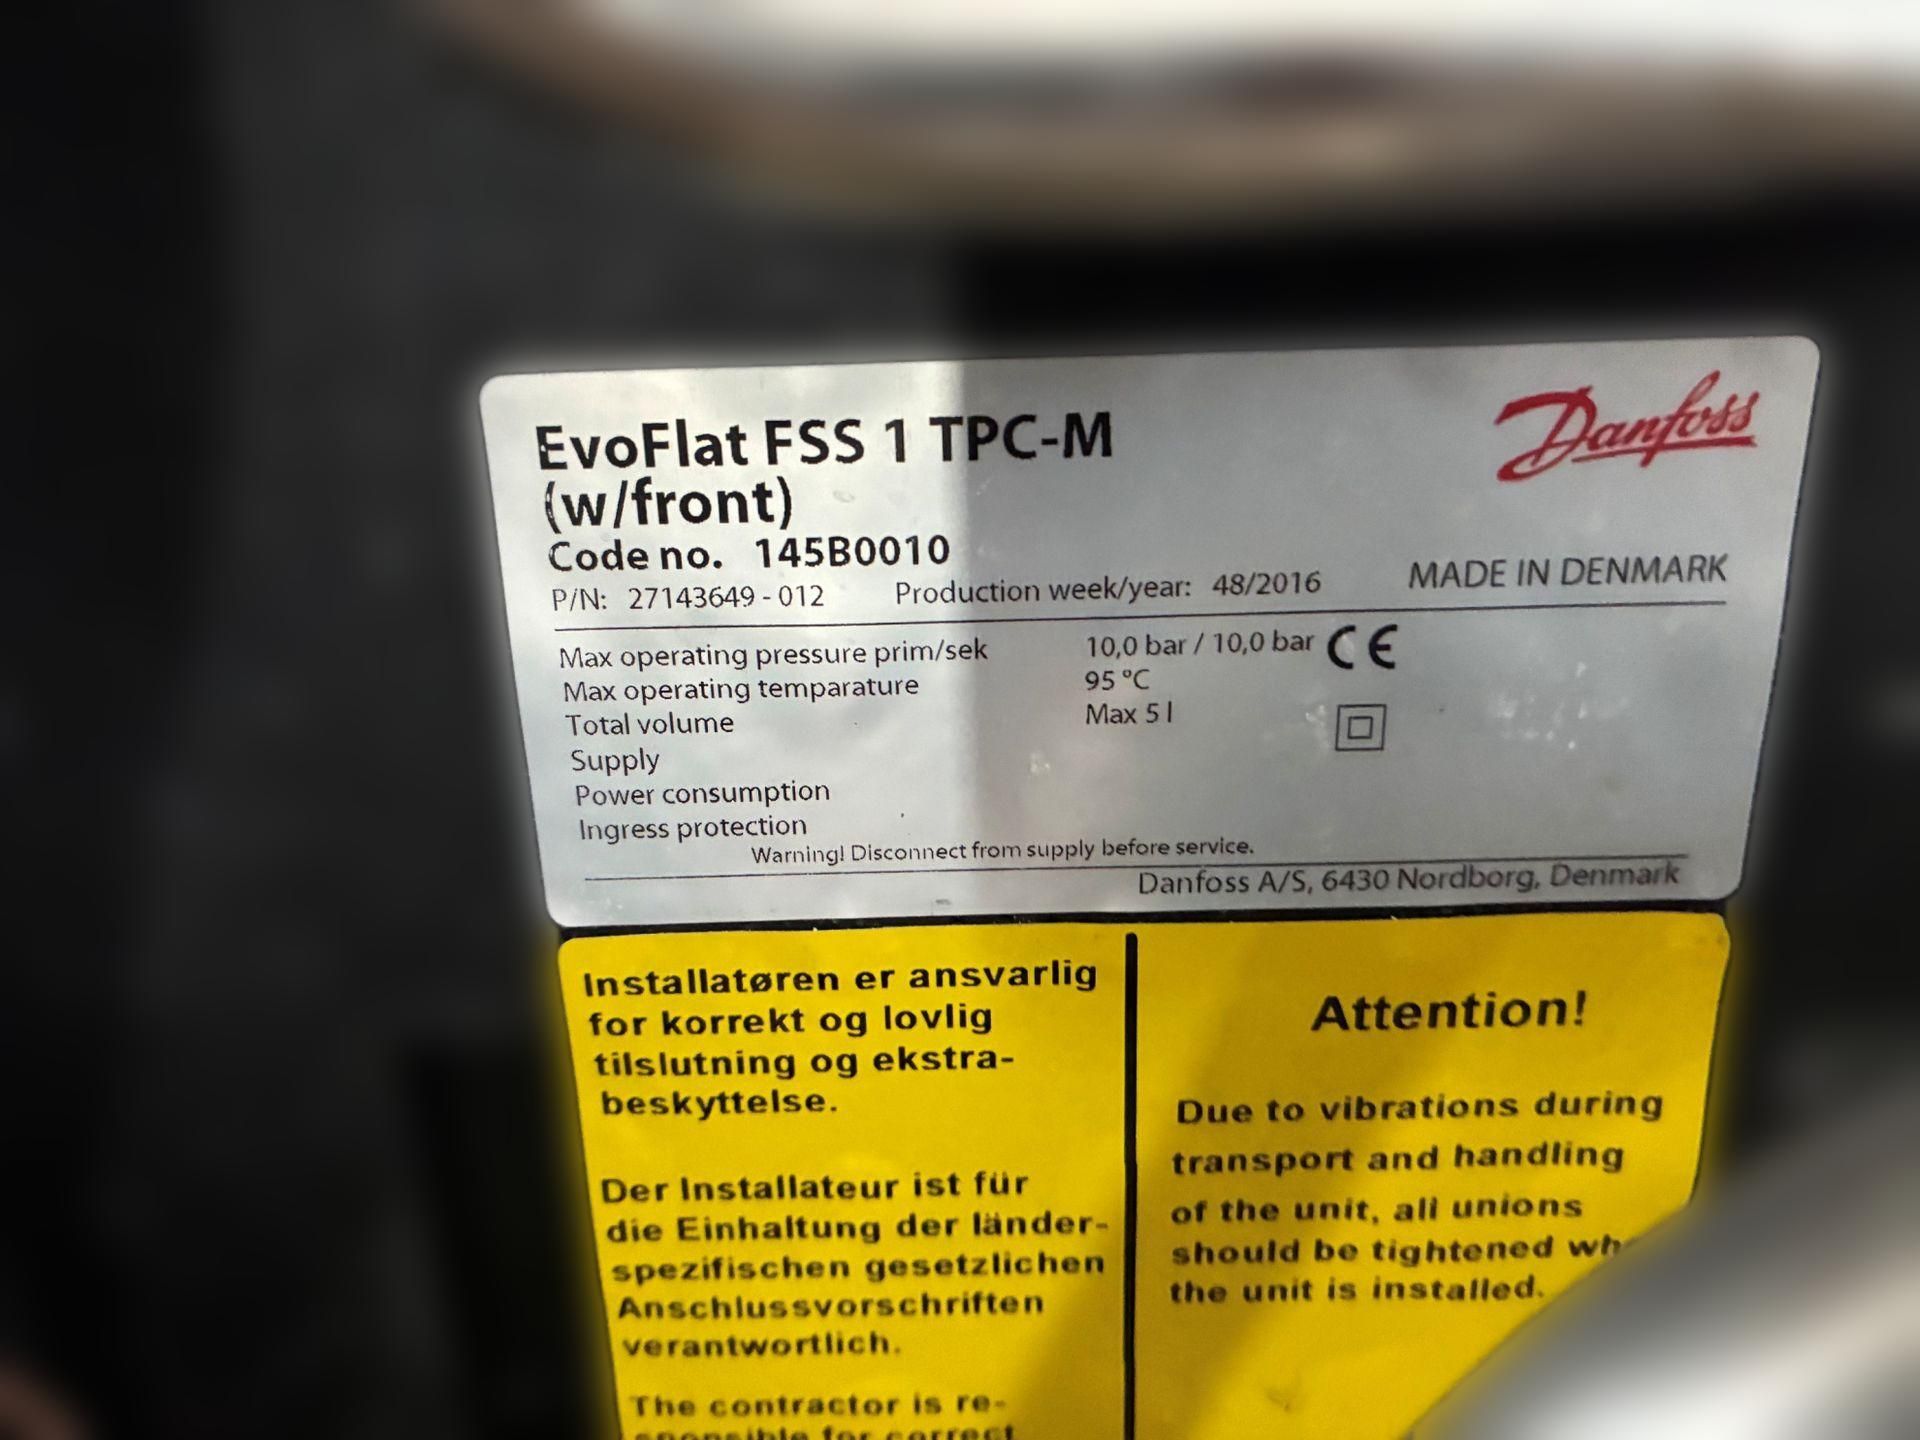 EvoFlat FSS 1 TPC-M
(w/front)
Danfoss
Code no. 145B0010
P/N: 27143649 - 012 Production week/year: 48/2016 MADE IN DENMARK
Max operating pressure prim/sek 10,0 bar / 10,0 bar CE
Max operating temparature 95 °C
Total volume Max 5 l
Supply
Power consumption
Ingress protection
Warning! Disconnect from supply before service.
Danfoss A/S, 6430 Nordborg, Denmark
Installatøren er ansvarlig
for korrekt og lovlig
tilslutning og ekstra-
beskyttelse.
Der Installateur ist für
die Einhaltung der länder-
spezifischen gesetzlichen
Anschlussvorschriften
verantwortlich.
The contractor is re-
sponsible for correct
Attention!
Due to vibrations during
transport and handling
of the unit, all unions
should be tightened
the unit is installed.